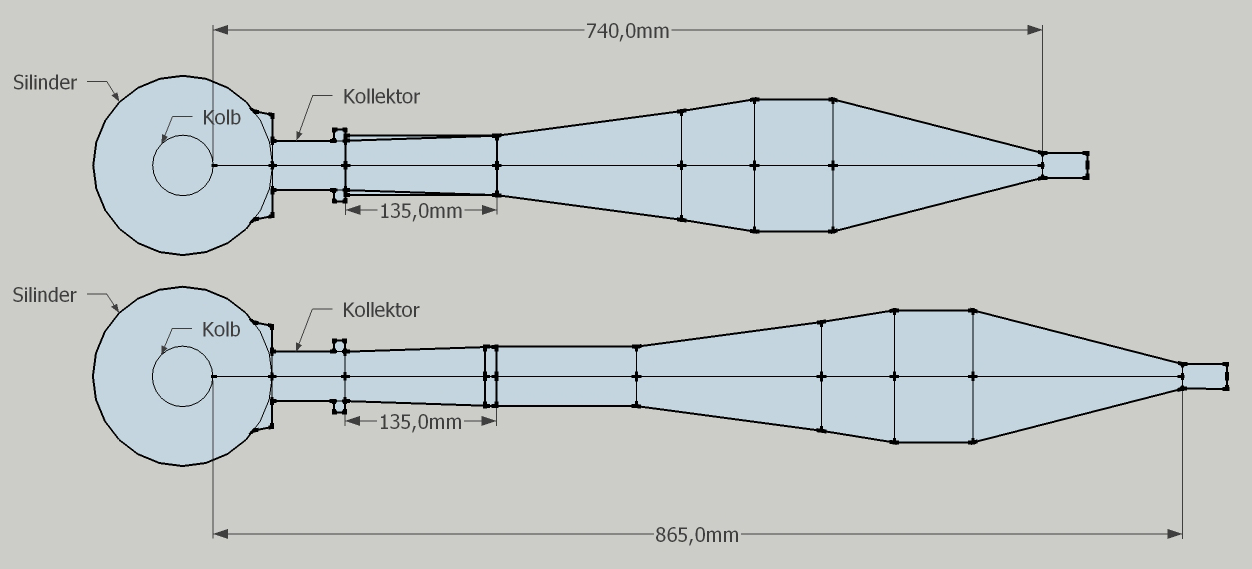 740,0mm
Silinder
Kollektor
Kolb
135,0mm
Silinder
Kollektor
Kolb
135,0mm
865,0mm